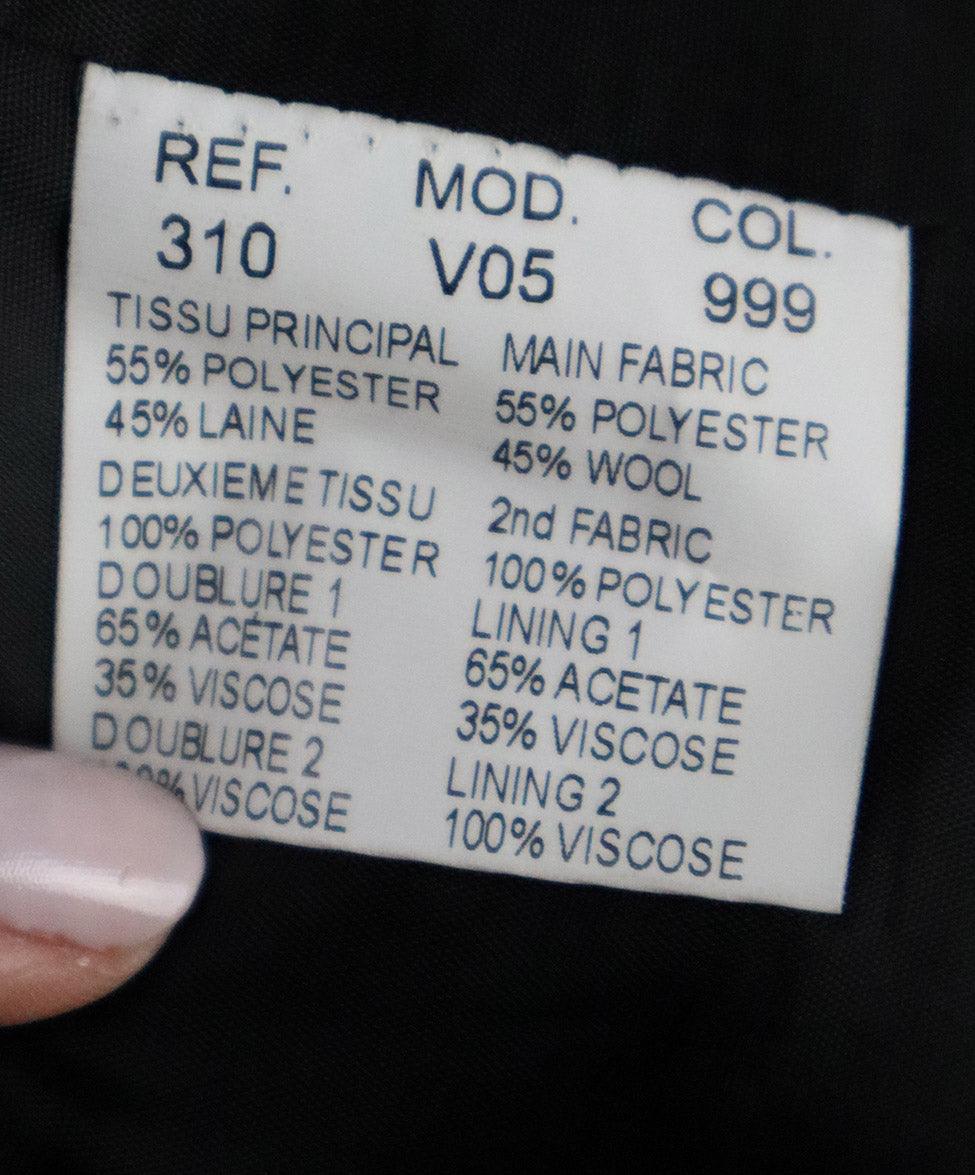 REF. MOD. COL.
310 V05 999
TISSU PRINCIPAL
55% POLYESTER
45% LAINE
DEUXIEME TISSU
100% POLYESTER
DOUBLURE 1
65% ACÉTATE
35% VISCOSE
DOUBLURE 2
VISCOSE
MAIN FABRIC
55% POLYESTER
45% WOOL
2nd FABRIC
100% POLYESTER
LINING 1
65% ACETATE
35% VISCOSE
LINING 2
100% VISCOSE